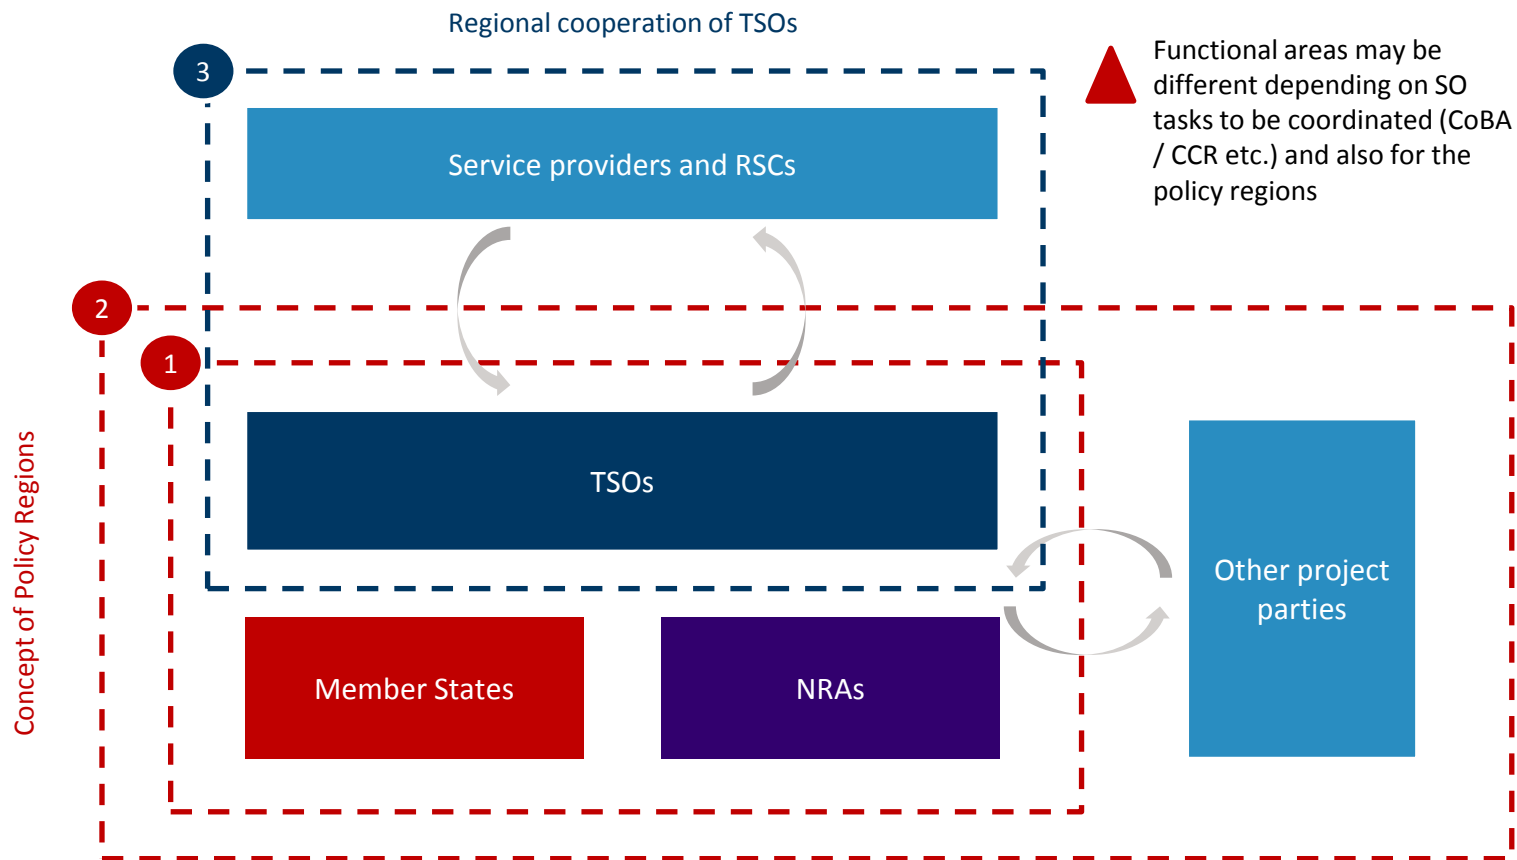 Regional cooperation of TSOs
3
Functional areas may be
different depending on SO
tasks to be coordinated (CoBA
/ CCR etc.) and also for the
policy regions
Service providers and RSCs
2
1
Concept of Policy Regions
TSOs
Other project
parties
Member States
NRAs